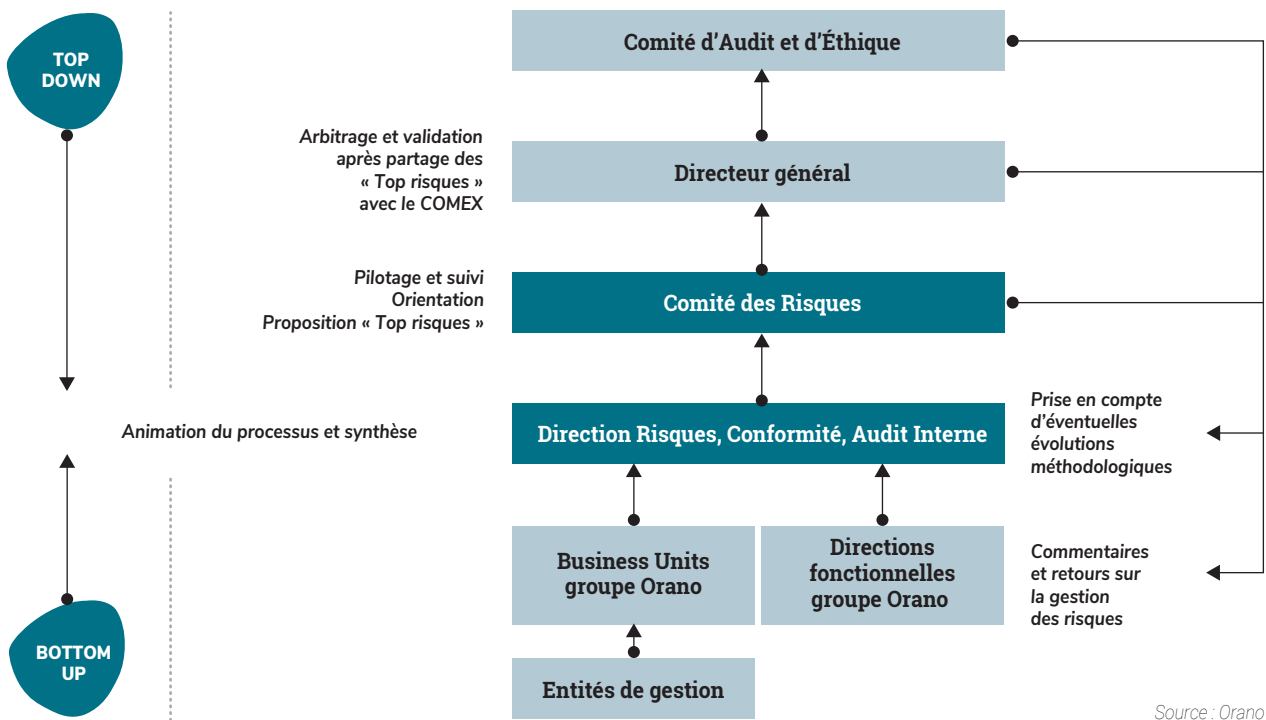 TOP
DOWN
Comité d'Audit et d'Éthique
Arbitrage et validation
après partage des
« Top risques »
avec le COMEX
Directeur général
Pilotage et suivi
Orientation
Proposition « Top risques »
Comité des Risques
Animation du processus et synthèse
Direction Risques, Conformité, Audit Interne
Prise en compte
d'éventuelles
évolutions
méthodologiques
Business Units
groupe Orano
Directions
fonctionnelles
groupe Orano
Commentaires
et retours sur
la gestion
des risques
BOTTOM
UP
Entités de gestion
Source : Orano